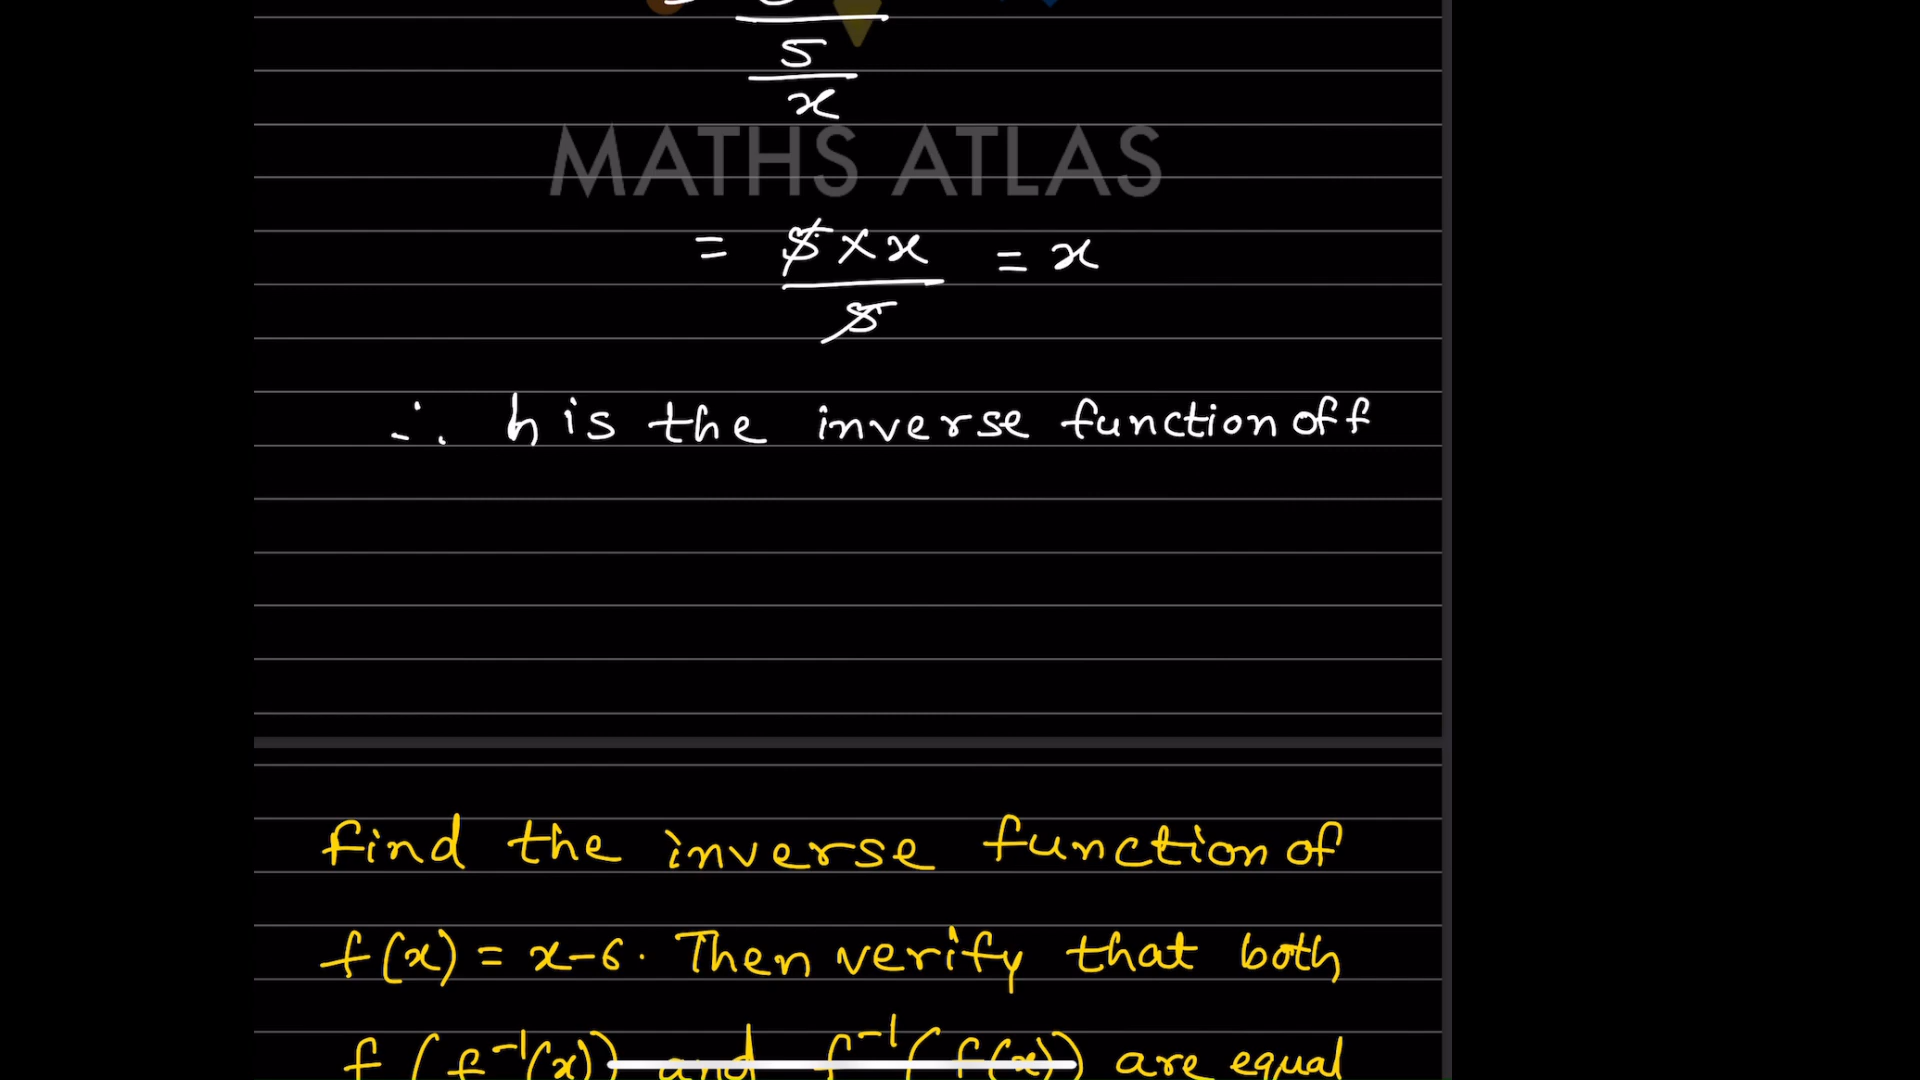 5
x
MATHS ATLAS
= 5 × x = x
5
∴ h is the inverse function of f
find the inverse function of
f(x) = x-6. Then verify that both
f(f⁻¹(x)) and f⁻¹(f(x)) are equal